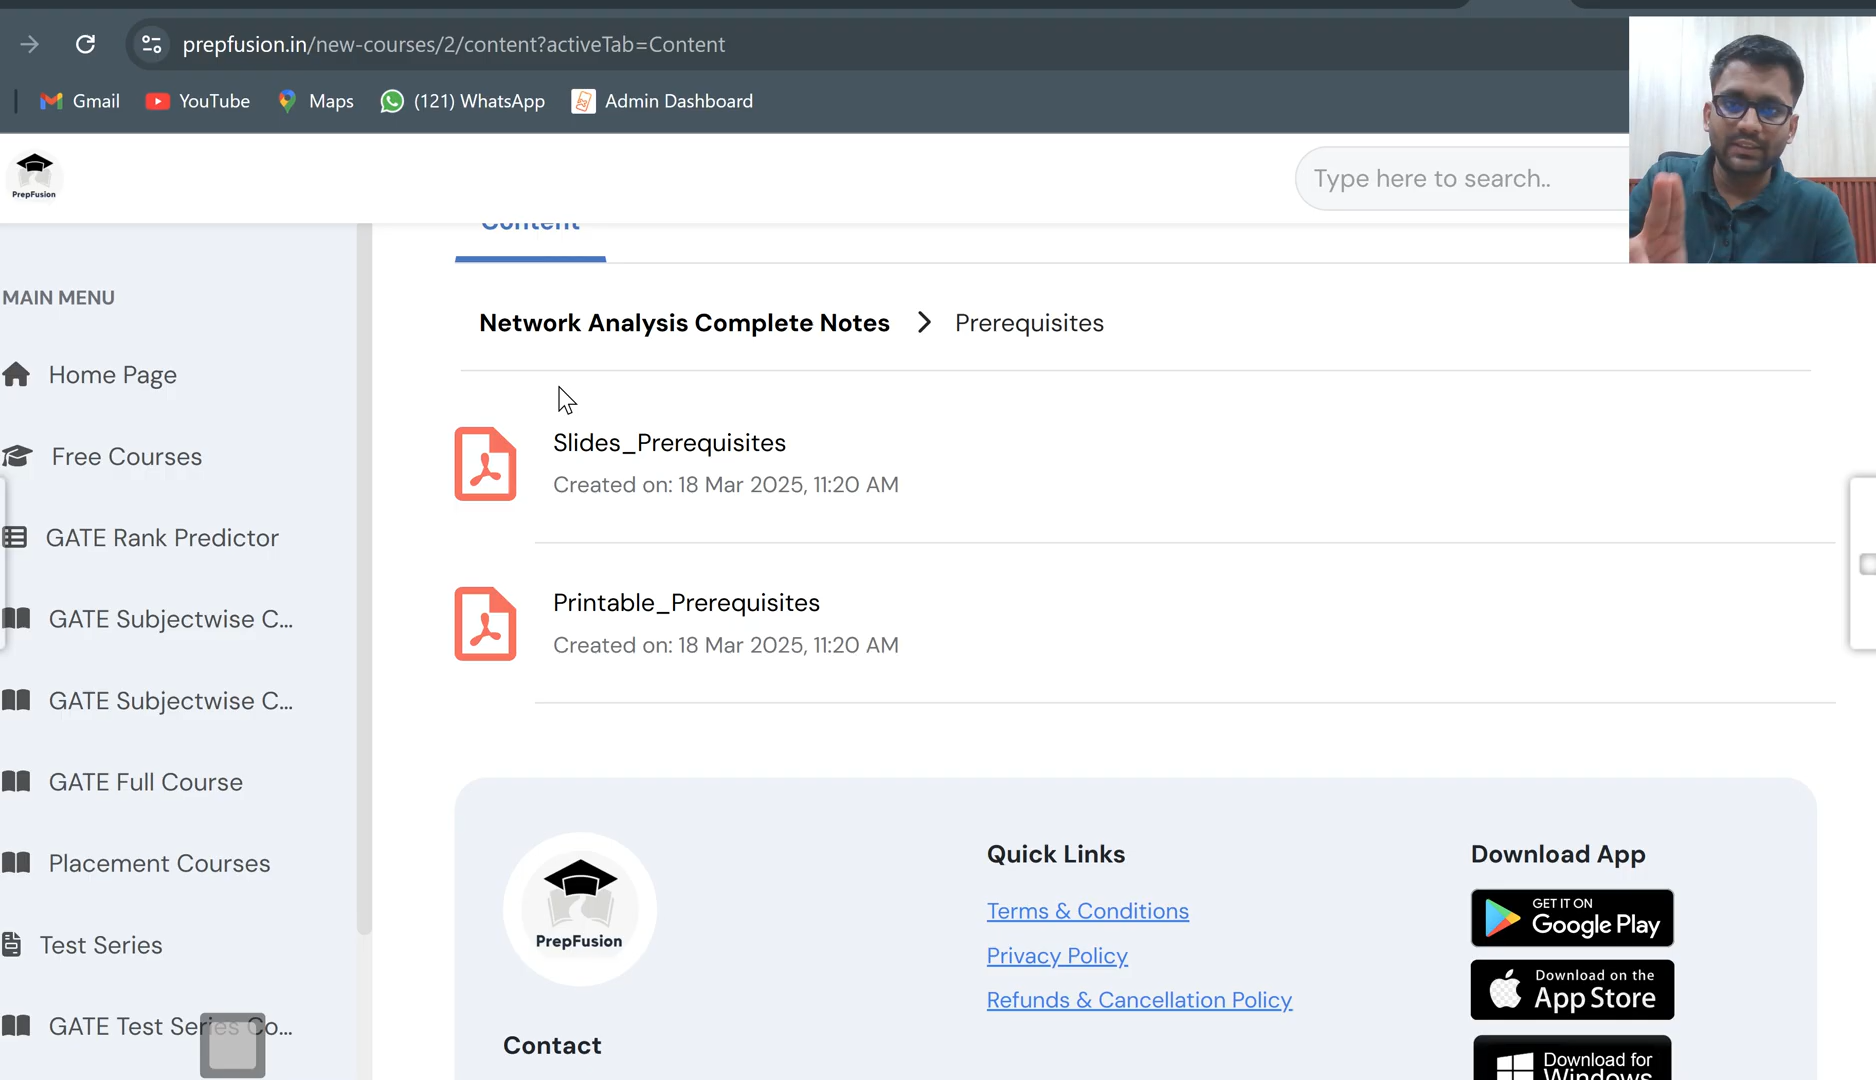 prepfusion.in/new-courses/2/content?activeTab=Content
Gmail
YouTube
Maps
(121) WhatsApp
Admin Dashboard
PrepFusion
Type here to search..
Content
MAIN MENU
Home Page
Free Courses
GATE Rank Predictor
GATE Subjectwise C...
GATE Subjectwise C...
GATE Full Course
Placement Courses
Test Series
GATE Test Series Co...
Network Analysis Complete Notes > Prerequisites
Slides_Prerequisites
Created on: 18 Mar 2025, 11:20 AM
Printable_Prerequisites
Created on: 18 Mar 2025, 11:20 AM
PrepFusion
Contact
Quick Links
Terms & Conditions
Privacy Policy
Refunds & Cancellation Policy
Download App
GET IT ON
Google Play
Download on the
App Store
Download for
Windows